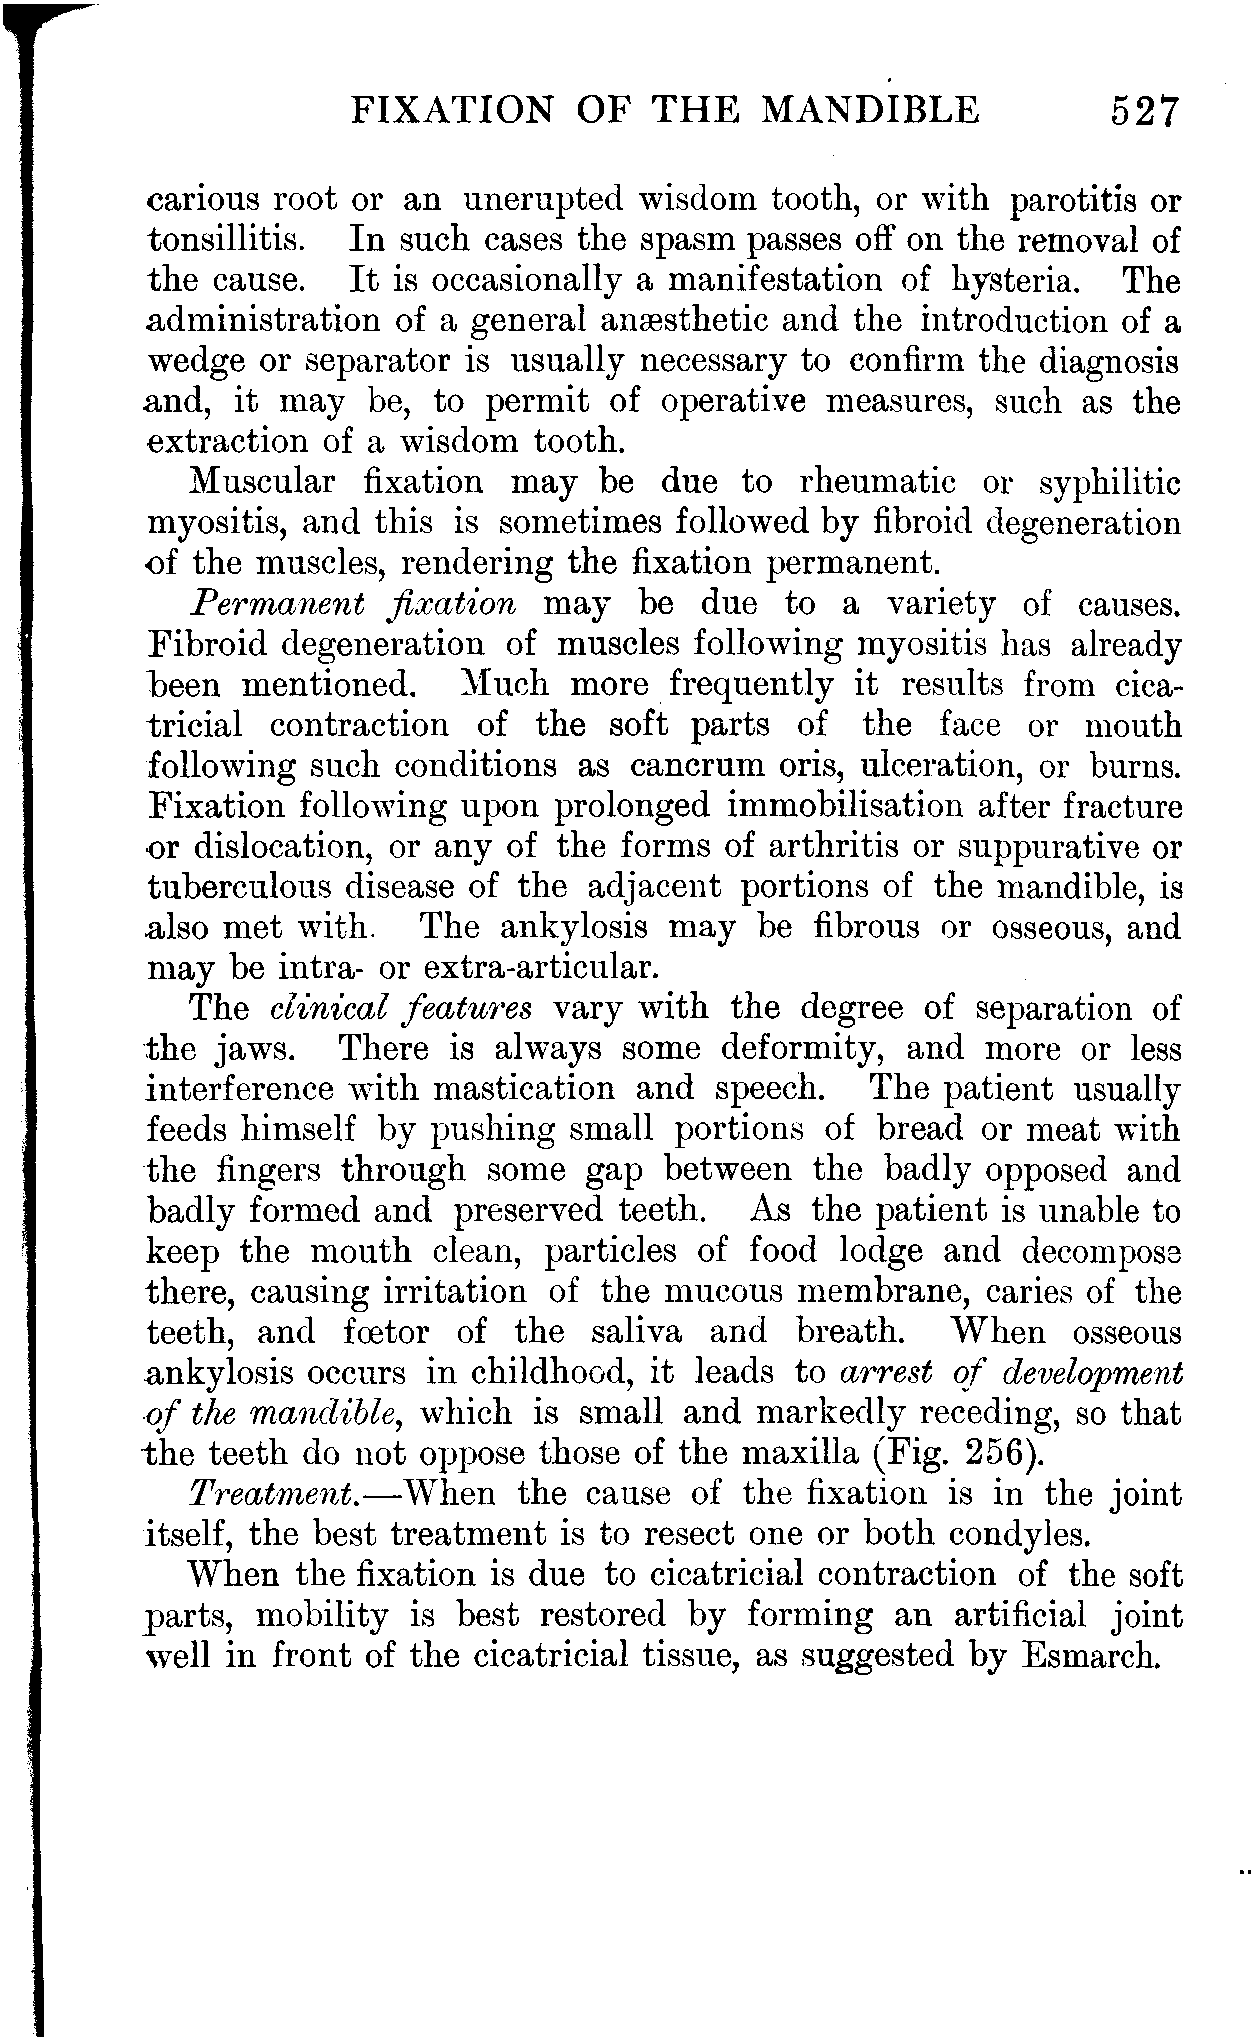 FIXATION OF THE MANDIBLE 527
carious root or an unerupted wisdom tooth, or with parotitis or
tonsillitis. In such cases the spasm passes off on the removal of
the cause. It is occasionally a manifestation of hysteria. The
administration of a general anæsthetic and the introduction of a
wedge or separator is usually necessary to confirm the diagnosis
and, it may be, to permit of operative measures, such as the
extraction of a wisdom tooth.
Muscular fixation may be due to rheumatic or syphilitic
myositis, and this is sometimes followed by fibroid degeneration
of the muscles, rendering the fixation permanent.
Permanent fixation may be due to a variety of causes.
Fibroid degeneration of muscles following myositis has already
been mentioned. Much more frequently it results from cica-
tricial contraction of the soft parts of the face or mouth
following such conditions as cancrum oris, ulceration, or burns.
Fixation following upon prolonged immobilisation after fracture
or dislocation, or any of the forms of arthritis or suppurative or
tuberculous disease of the adjacent portions of the mandible, is
also met with. The ankylosis may be fibrous or osseous, and
may be intra- or extra-articular.
The clinical features vary with the degree of separation of
the jaws. There is always some deformity, and more or less
interference with mastication and speech. The patient usually
feeds himself by pushing small portions of bread or meat with
the fingers through some gap between the badly opposed and
badly formed and preserved teeth. As the patient is unable to
keep the mouth clean, particles of food lodge and decompose
there, causing irritation of the mucous membrane, caries of the
teeth, and fœtor of the saliva and breath. When osseous
ankylosis occurs in childhood, it leads to arrest of development
of the mandible, which is small and markedly receding, so that
the teeth do not oppose those of the maxilla (Fig. 256).
Treatment.—When the cause of the fixation is in the joint
itself, the best treatment is to resect one or both condyles.
When the fixation is due to cicatricial contraction of the soft
parts, mobility is best restored by forming an artificial joint
well in front of the cicatricial tissue, as suggested by Esmarch.